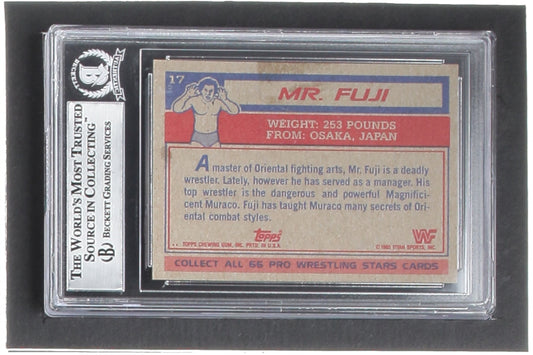 THE WORLD'S MOST TRUSTED
SOURCE IN COLLECTING™
BECKETT GRADING SERVICES
17
MR. FUJI
WEIGHT: 253 POUNDS
FROM: OSAKA, JAPAN
A master of Oriental fighting arts, Mr. Fuji is a deadly
wrestler. Lately, however he has served as a manager. His
top wrestler is the dangerous and powerful Magnifi-
cent Muraco. Fuji has taught Muraco many secrets of Ori-
ental combat styles.
Topps
WF
** TOPPS CHEWING GUM, INC. PRTD. IN U.S.A.
© 1985 TITAN SPORTS, INC.
COLLECT ALL 66 PRO WRESTLING STARS CARDS